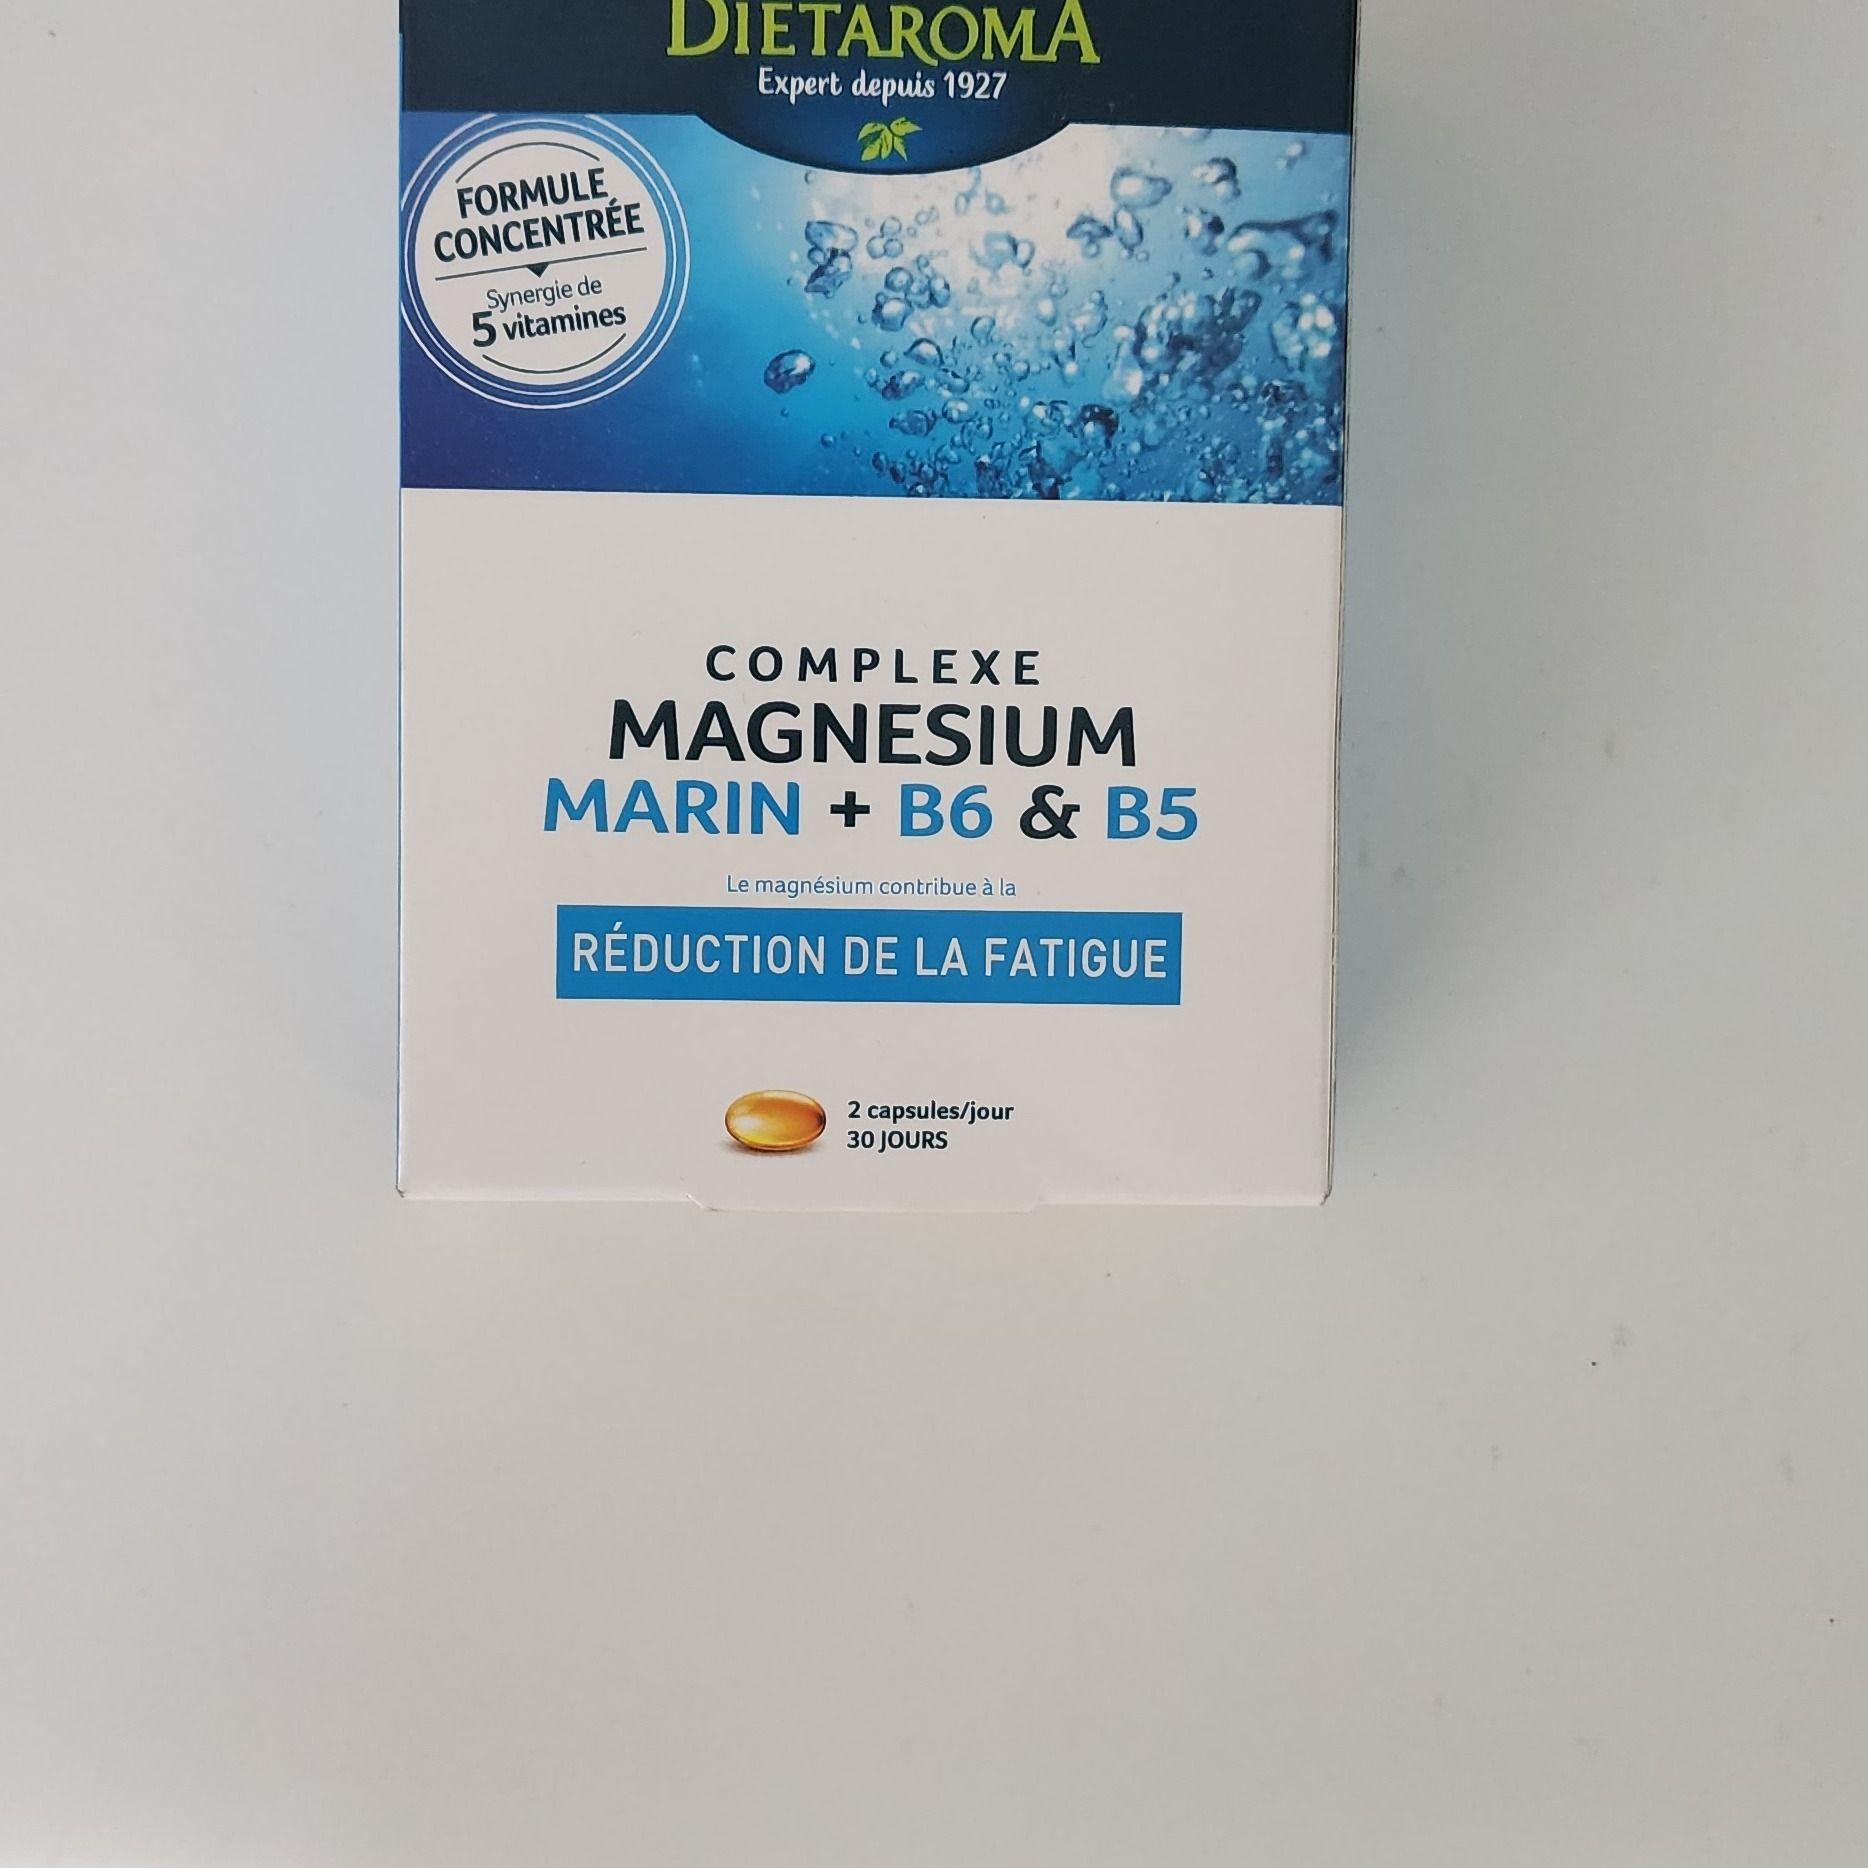 DIETAROMA
Expert depuis 1927
FORMULE
CONCENTRÉE
Synergie de
5 vitamines
COMPLEXE
MAGNESIUM
MARIN + B6 & B5
Le magnésium contribue à la
RÉDUCTION DE LA FATIGUE
2 capsules/jour
30 JOURS